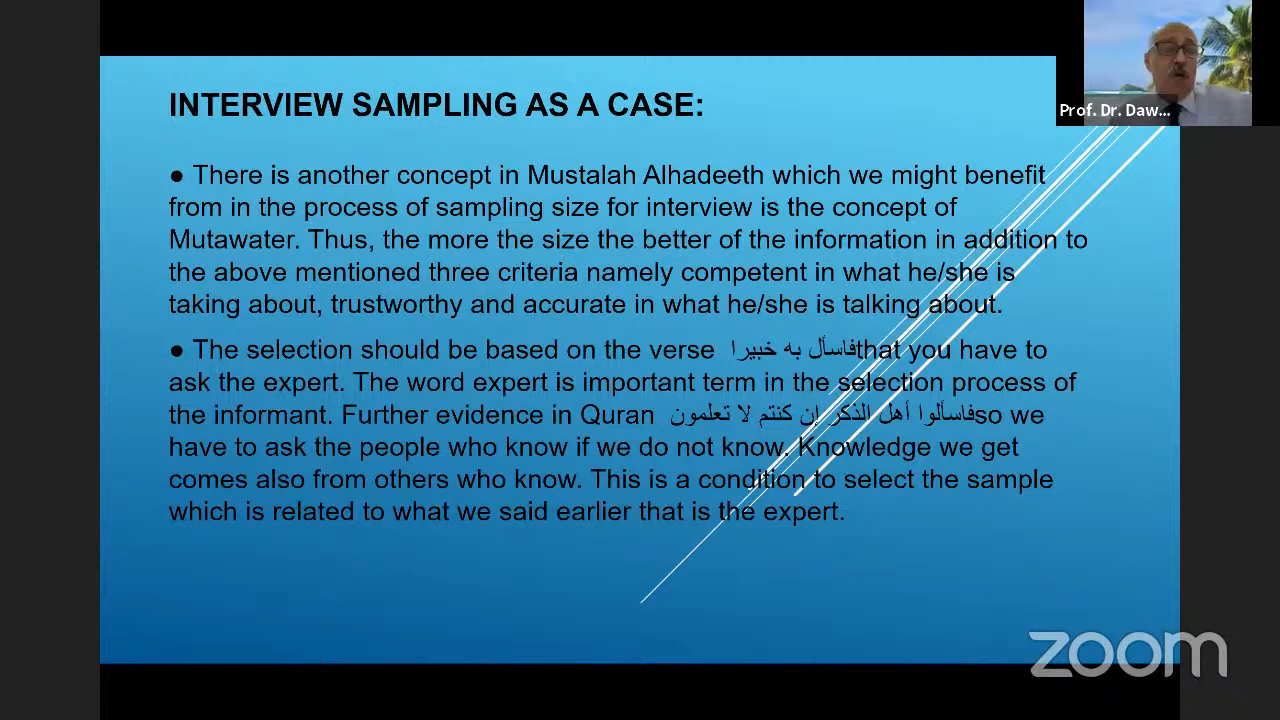 INTERVIEW SAMPLING AS A CASE:
Prof. Dr. Daw...
● There is another concept in Mustalah Alhadeeth which we might benefit
from in the process of sampling size for interview is the concept of
Mutawater. Thus, the more the size the better of the information in addition to
the above mentioned three criteria namely competent in what he/she is
taking about, trustworthy and accurate in what he/she is talking about.
● The selection should be based on the verse فاسأل به خبيرا that you have to
ask the expert. The word expert is important term in the selection process of
the informant. Further evidence in Quran فاسألوا أهل الذكر إن كنتم لا تعلمون so we
have to ask the people who know if we do not know. Knowledge we get
comes also from others who know. This is a condition to select the sample
which is related to what we said earlier that is the expert.
zoom